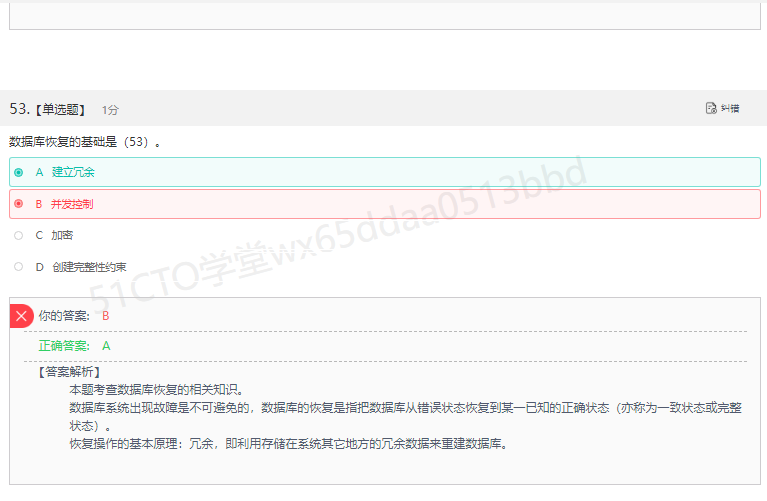 53.【单选题】 1分 纠错
数据库恢复的基础是（53）。
A 建立冗余
B 并发控制
C 加密
D 创建完整性约束
51CTO学堂wx65ddaa0513bbd
你的答案: B
正确答案: A
【答案解析】
本题考查数据库恢复的相关知识。
数据库系统出现故障是不可避免的，数据库的恢复是指把数据库从错误状态恢复到某一已知的正确状态（亦称为一致状态或完整
状态）。
恢复操作的基本原理：冗余，即利用存储在系统其它地方的冗余数据来重建数据库。